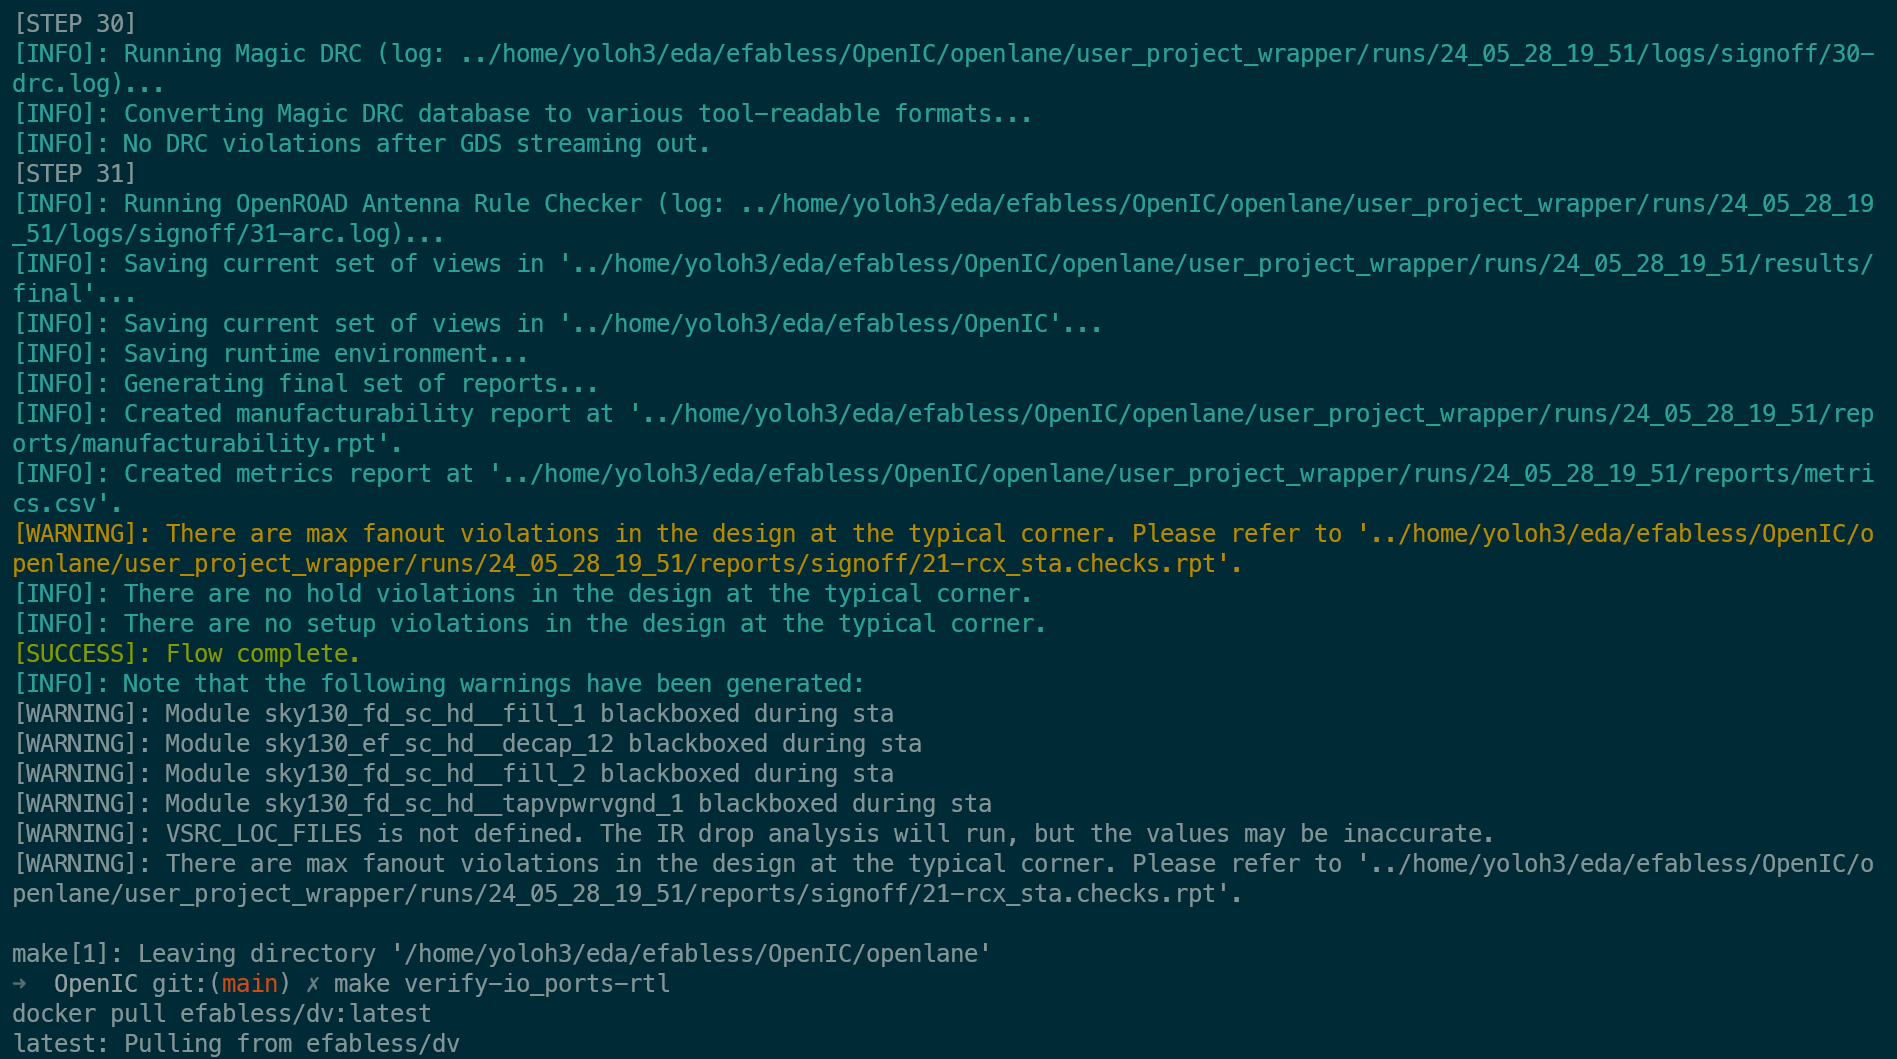 [STEP 30]
[INFO]: Running Magic DRC (log: ../home/yoloh3/eda/efabless/OpenIC/openlane/user_project_wrapper/runs/24_05_28_19_51/logs/signoff/30-
drc.log)...
[INFO]: Converting Magic DRC database to various tool-readable formats...
[INFO]: No DRC violations after GDS streaming out.
[STEP 31]
[INFO]: Running OpenROAD Antenna Rule Checker (log: ../home/yoloh3/eda/efabless/OpenIC/openlane/user_project_wrapper/runs/24_05_28_19
_51/logs/signoff/31-arc.log)...
[INFO]: Saving current set of views in '../home/yoloh3/eda/efabless/OpenIC/openlane/user_project_wrapper/runs/24_05_28_19_51/results/
final'...
[INFO]: Saving current set of views in '../home/yoloh3/eda/efabless/OpenIC'...
[INFO]: Saving runtime environment...
[INFO]: Generating final set of reports...
[INFO]: Created manufacturability report at '../home/yoloh3/eda/efabless/OpenIC/openlane/user_project_wrapper/runs/24_05_28_19_51/rep
orts/manufacturability.rpt'.
[INFO]: Created metrics report at '../home/yoloh3/eda/efabless/OpenIC/openlane/user_project_wrapper/runs/24_05_28_19_51/reports/metri
cs.csv'.
[WARNING]: There are max fanout violations in the design at the typical corner. Please refer to '../home/yoloh3/eda/efabless/OpenIC/o
penlane/user_project_wrapper/runs/24_05_28_19_51/reports/signoff/21-rcx_sta.checks.rpt'.
[INFO]: There are no hold violations in the design at the typical corner.
[INFO]: There are no setup violations in the design at the typical corner.
[SUCCESS]: Flow complete.
[INFO]: Note that the following warnings have been generated:
[WARNING]: Module sky130_fd_sc_hd__fill_1 blackboxed during sta
[WARNING]: Module sky130_ef_sc_hd__decap_12 blackboxed during sta
[WARNING]: Module sky130_fd_sc_hd__fill_2 blackboxed during sta
[WARNING]: Module sky130_fd_sc_hd__tapvpwrvgnd_1 blackboxed during sta
[WARNING]: VSRC_LOC_FILES is not defined. The IR drop analysis will run, but the values may be inaccurate.
[WARNING]: There are max fanout violations in the design at the typical corner. Please refer to '../home/yoloh3/eda/efabless/OpenIC/o
penlane/user_project_wrapper/runs/24_05_28_19_51/reports/signoff/21-rcx_sta.checks.rpt'.
make[1]: Leaving directory '/home/yoloh3/eda/efabless/OpenIC/openlane'
➜  OpenIC git:(main) ✗ make verify-io_ports-rtl
docker pull efabless/dv:latest
latest: Pulling from efabless/dv